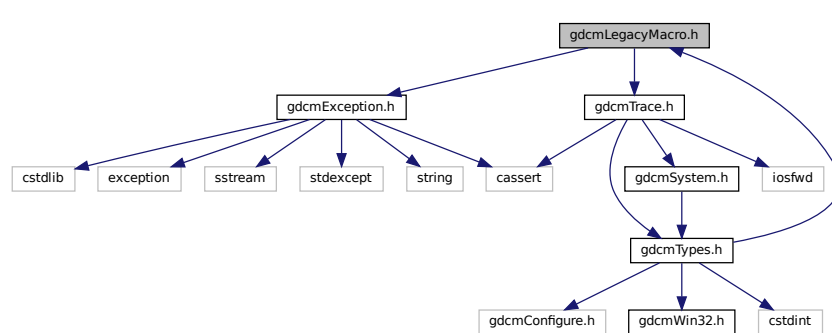 gdcmLegacyMacro.h
gdcmException.h
gdcmTrace.h
cstdlib
exception
sstream
stdexcept
string
cassert
gdcmSystem.h
iosfwd
gdcmTypes.h
gdcmConfigure.h
gdcmWin32.h
cstdint